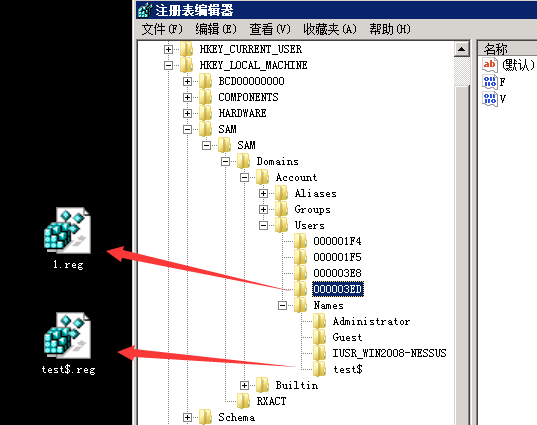 注册表编辑器
文件(F) 编辑(E) 查看(V) 收藏夹(A) 帮助(H)
名称
HKEY_CURRENT_USER
HKEY_LOCAL_MACHINE
BCD00000000
COMPONENTS
HARDWARE
SAM
SAM
Domains
Account
Aliases
Groups
Users
000001F4
000001F5
000003E8
000003ED
Names
Administrator
Guest
IUSR_WIN2008-NESSUS
test$
Builtin
RXACT
Schema
ab (默认)
F
V
1.reg
test$.reg